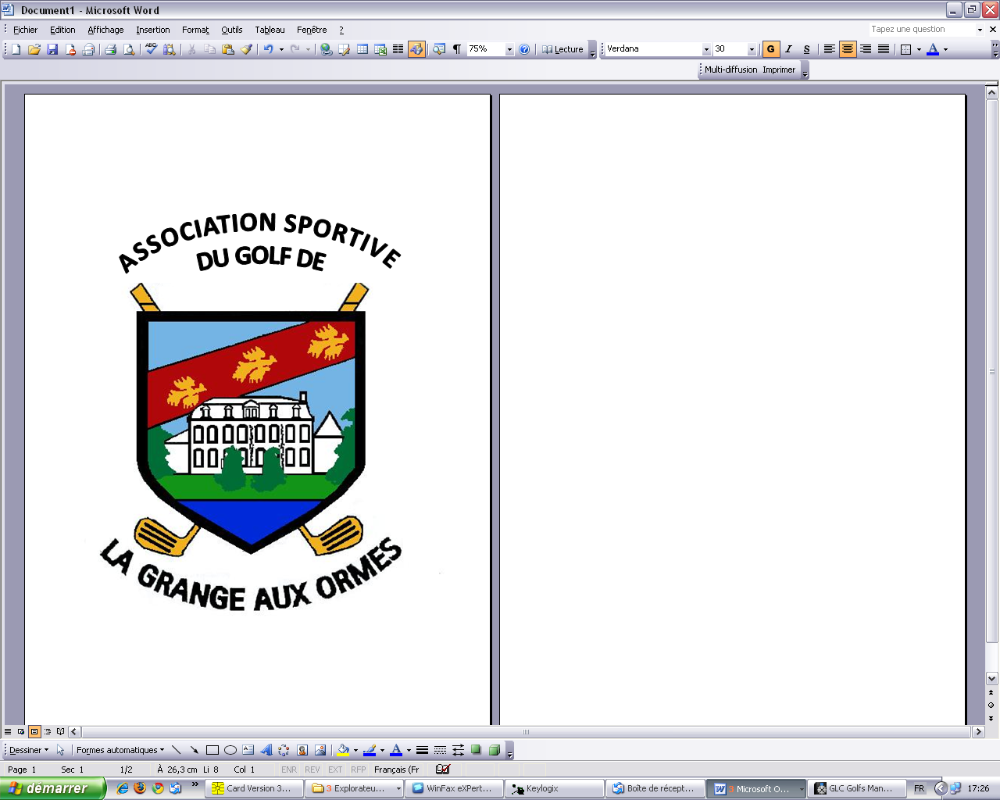 Document1 - Microsoft Word
Fichier Edition Affichage Insertion Format Outils Tableau Fenêtre ? Tapez une question
75% Lecture Verdana 30 G I S
Multi-diffusion Imprimer
ASSOCIATION SPORTIVE
DU GOLF DE
LA GRANGE AUX ORMES
Dessiner Formes automatiques
Page 1 Sec 1 1/2 À 26,3 cm Li 8 Col 1 ENR REV EXT RFP Français (Fr
démarrer Card Version 3... 3 Explorateu... WinFax eXPert... Keylogix Boîte de récept... 3 Microsoft O... GLC Golfs Man... FR 17:26